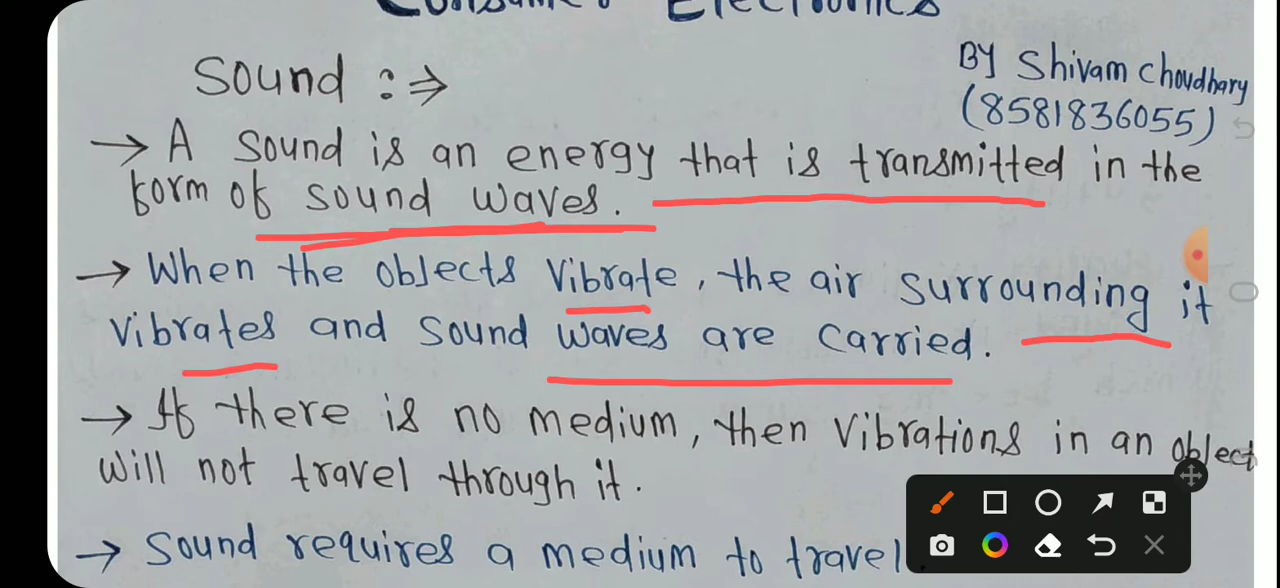 Consumer Electronics
BY Shivam Choudhary
(8581836055)
Sound :⇒
→ A sound is an energy that is transmitted in the
form of sound waves.
→ When the objects vibrate, the air surrounding it
vibrates and sound waves are carried.
→ If there is no medium, then vibrations in an object
will not travel through it.
→ Sound requires a medium to travel.